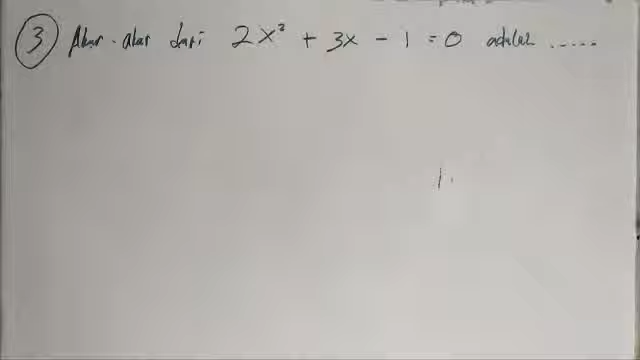 3 Akar-akar dari 2x² + 3x - 1 = 0 adalah .....